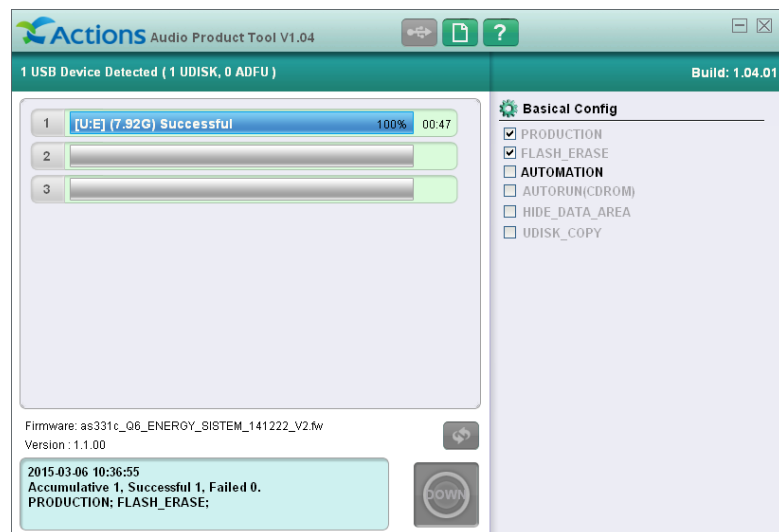 Actions Audio Product Tool V1.04
?
1 USB Device Detected ( 1 UDISK, 0 ADFU )
Build: 1.04.01
1 [U:E] (7.92G) Successful 100% 00:47
2
3
Basical Config
PRODUCTION
FLASH_ERASE
AUTOMATION
AUTORUN(CDROM)
HIDE_DATA_AREA
UDISK_COPY
Firmware: as331c_Q6_ENERGY_SISTEM_141222_V2.fw
Version : 1.1.00
2015-03-06 10:36:55
Accumulative 1, Successful 1, Failed 0.
PRODUCTION; FLASH_ERASE;
DOWN